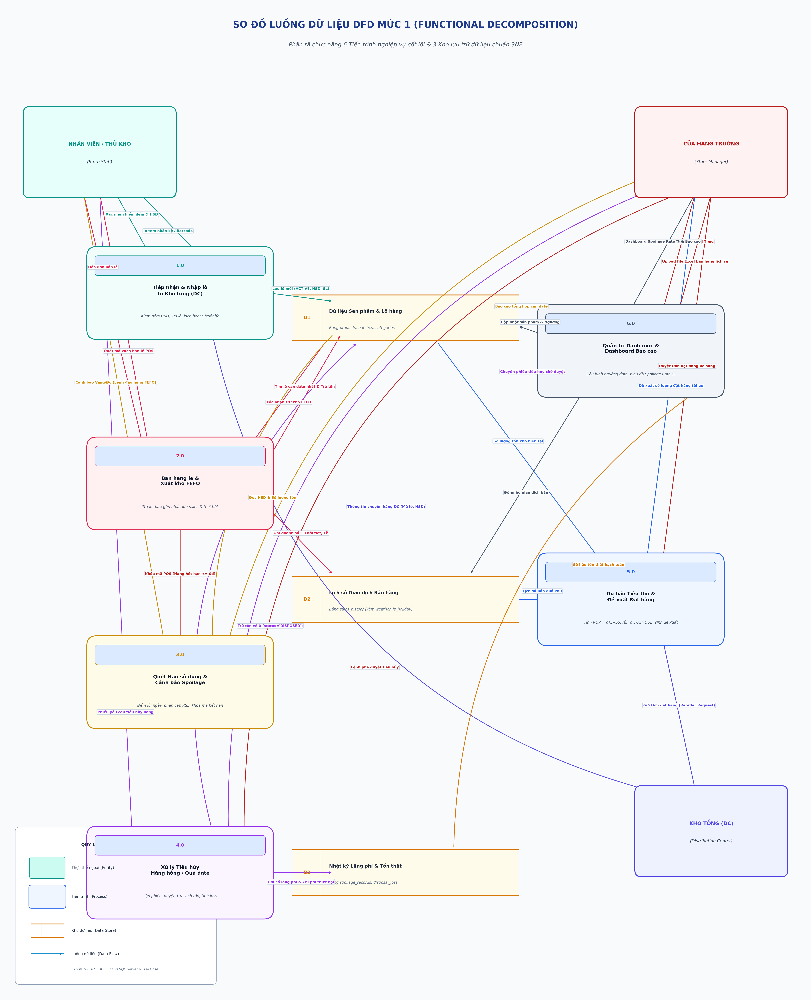 SƠ ĐỒ LUỒNG DỮ LIỆU DFD MỨC 1 (FUNCTIONAL DECOMPOSITION)
Phân rã chức năng 6 Tiến trình nghiệp vụ cốt lõi & 3 Kho lưu trữ dữ liệu chuẩn 3NF
NHÂN VIÊN / THỦ KHO
(Store Staff)
CỬA HÀNG TRƯỞNG
(Store Manager)
Xác nhận kiểm đếm & HSD
In tem nhãn kệ / Barcode
Dashboard Spoilage Rate % & Báo cáo
Time
Upload file Excel bán hàng lịch sử
Hóa đơn bán lẻ
1.0
Tiếp nhận & Nhập lô
từ Kho tổng (DC)
Kiểm đếm HSD, lưu lô, kích hoạt Shelf-Life
Lưu lô mới (ACTIVE, HSD, SL)
D1
Dữ liệu Sản phẩm & Lô hàng
Bảng products, batches, categories
Báo cáo tổng hợp cận date
Cập nhật sản phẩm & Ngưỡng
6.0
Quản trị Danh mục &
Dashboard Báo cáo
Cấu hình ngưỡng date, biểu đồ Spoilage Rate %
Duyệt Đơn đặt hàng bổ sung
Đề xuất số lượng đặt hàng tối ưu
Chuyển phiếu tiêu hủy chờ duyệt
Quét mã vạch bán lẻ POS
Cảnh báo Vàng/Đỏ (Lệnh đảo hàng FEFO)
Tìm lô cận date nhất & Trừ tồn
Xác nhận trừ kho FEFO
2.0
Bán hàng lẻ &
Xuất kho FEFO
Trừ lô date gần nhất, lưu sales & thời tiết
Số lượng tồn kho hiện tại
Đồng bộ giao dịch bán
Đọc HSD & Số lượng tồn
Thông tin chuyến hàng DC (Mã lô, HSD)
Ghi doanh số + Thời tiết, Lễ
Khóa mã POS (Hàng hết hạn <= 0d)
D2
Lịch sử Giao dịch Bán hàng
Bảng sales_history (kèm weather, is_holiday)
Lịch sử bán quá khứ
Số liệu tổn thất hạch toán
5.0
Dự báo Tiêu thụ &
Đề xuất Đặt hàng
Tính ROP = d*L+SS, rủi ro DOS>DUE, sinh đề xuất
Trừ tồn về 0 (status='DISPOSED')
3.0
Quét Hạn sử dụng &
Cảnh báo Spoilage
Đếm lùi ngày, phân cấp RSL, khóa mã hết hạn
Phiếu yêu cầu tiêu hủy hàng
Lệnh phê duyệt tiêu hủy
Gửi Đơn đặt hàng (Reorder Request)
KHO TỔNG (DC)
(Distribution Center)
4.0
Xử lý Tiêu hủy
Hàng hỏng / Quá date
Lập phiếu, duyệt, trừ sạch tồn, tính loss
D3
Nhật ký Lãng phí & Tổn thất
spoilage_records, disposal_loss
Ghi sổ lãng phí & Chi phí thiệt hại
QUY
Thực thể ngoài (Entity)
Tiến trình (Process)
Kho dữ liệu (Data Store)
Luồng dữ liệu (Data Flow)
Khớp 100% CSDL 12 bảng SQL Server & Use Case